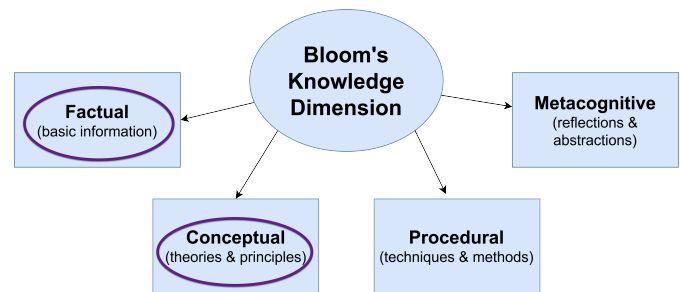 Bloom's
Knowledge
Dimension
Factual
(basic information)
Metacognitive
(reflections &
abstractions)
Conceptual
(theories & principles)
Procedural
(techniques & methods)